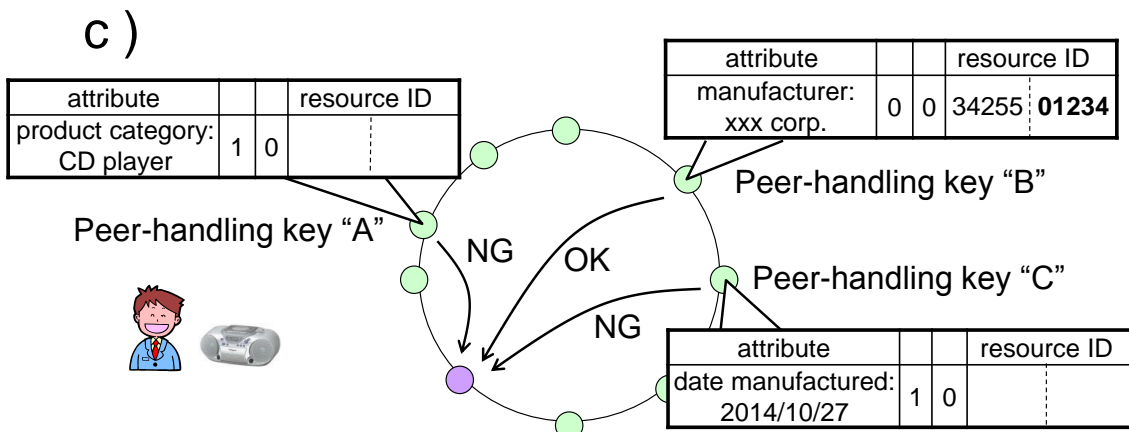 c )
attribute resource ID
product category: CD player 1 0
Peer-handling key “A”
attribute resource ID
manufacturer: xxx corp. 0 0 34255 01234
Peer-handling key “B”
NG
OK
NG
Peer-handling key “C”
attribute resource ID
date manufactured: 2014/10/27 1 0